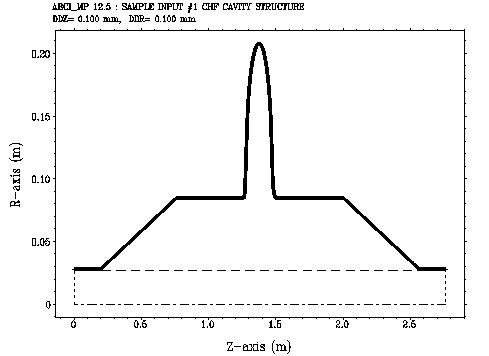 ABCI_MP 12.5 : SAMPLE INPUT #1 CHF CAVITY STRUCTURE
DDZ= 0.100 mm, DDR= 0.100 mm
0.20
0.15
0.10
0.05
0
R-axis (m)
0 0.5 1.0 1.5 2.0 2.5
Z-axis (m)